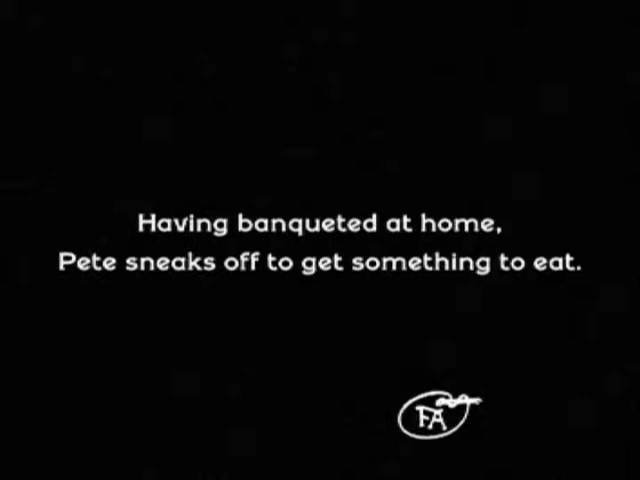 Having banqueted at home,
Pete sneaks off to get something to eat.
FA